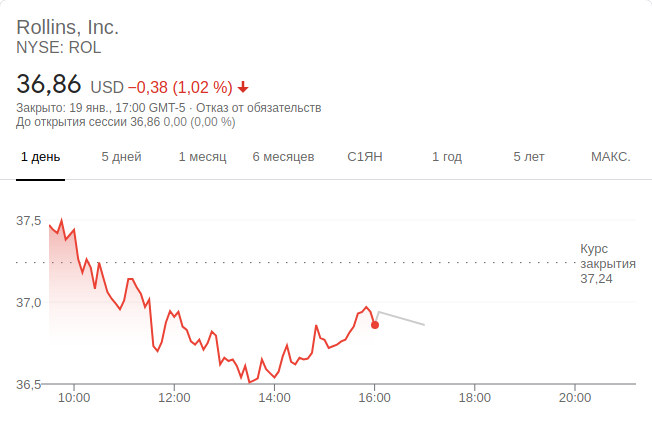 Rollins, Inc.
NYSE: ROL
36,86 USD −0,38 (1,02 %)
Закрыто: 19 янв., 17:00 GMT-5 · Отказ от обязательств
До открытия сессии 36,86 0,00 (0,00 %)
1 день 5 дней 1 месяц 6 месяцев С1ЯН 1 год 5 лет МАКС.
37,5
Курс
закрытия
37,24
37,0
36,5
10:00 12:00 14:00 16:00 18:00 20:00